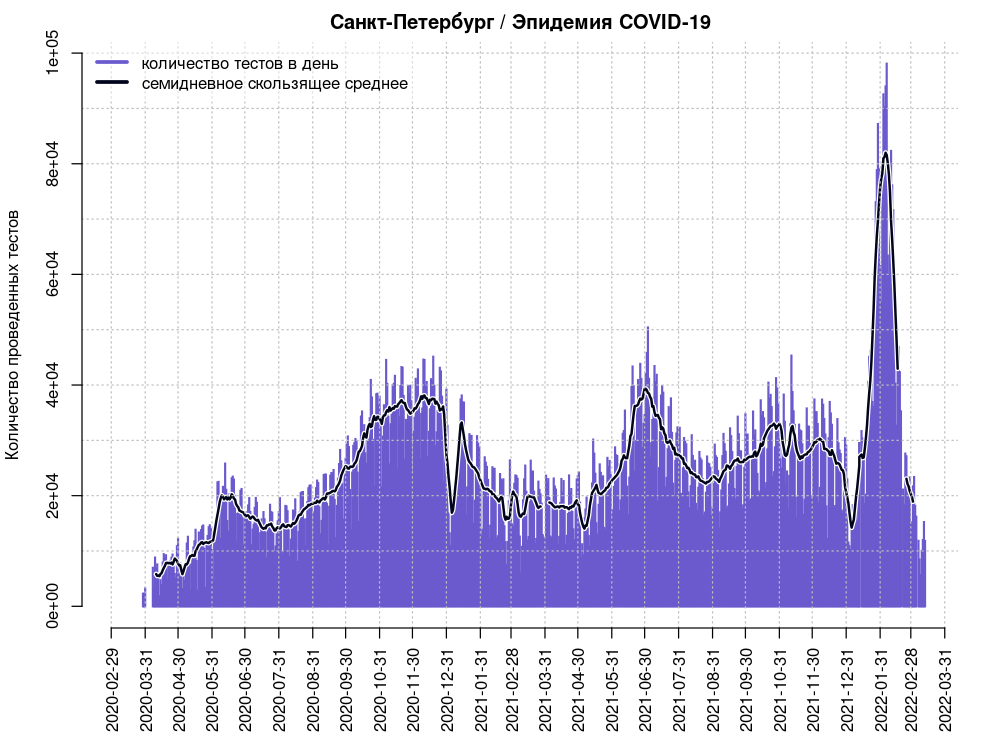 Санкт-Петербург / Эпидемия COVID-19
количество тестов в день
семидневное скользящее среднее
Количество проведенных тестов
1e+05
8e+04
6e+04
4e+04
2e+04
0e+00
2020-02-29
2020-03-31
2020-04-30
2020-05-31
2020-06-30
2020-07-31
2020-08-31
2020-09-30
2020-10-31
2020-11-30
2020-12-31
2021-01-31
2021-02-28
2021-03-31
2021-04-30
2021-05-31
2021-06-30
2021-07-31
2021-08-31
2021-09-30
2021-10-31
2021-11-30
2021-12-31
2022-01-31
2022-02-28
2022-03-31